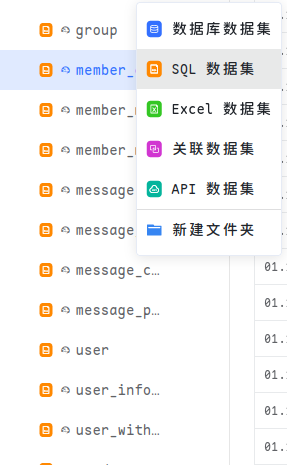 group
member_
member_
member_
message
message
message_c…
message_p…
user
user_info…
user_with…
数据库数据集
SQL 数据集
Excel 数据集
关联数据集
API 数据集
新建文件夹
01.
01.
01.
01.
01.
01.